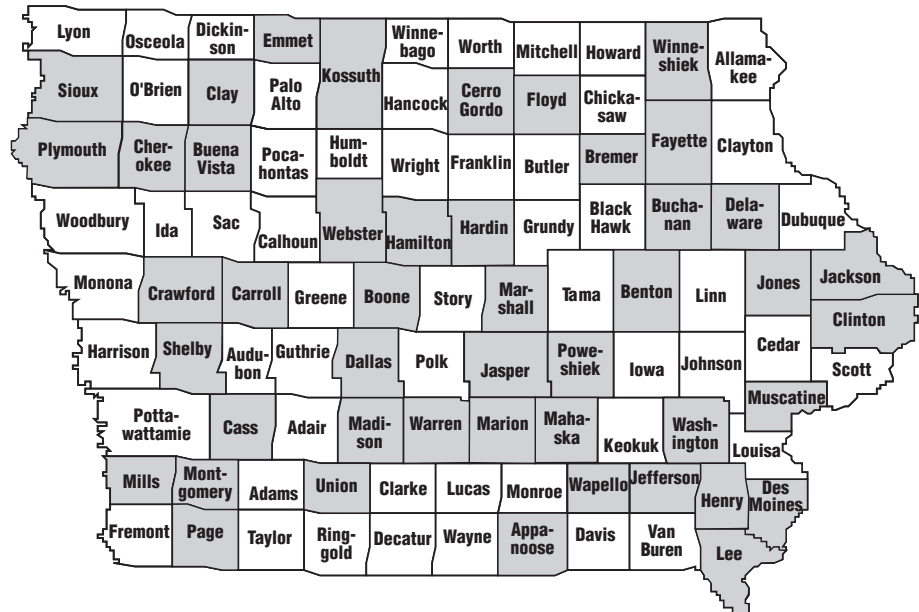 Lyon
Osceola
Dickin-
son
Emmet
Kossuth
Winne-
bago
Worth
Mitchell
Howard
Winne-
shiek
Allama-
kee
Sioux
O'Brien
Clay
Palo
Alto
Hancock
Cerro
Gordo
Floyd
Chicka-
saw
Plymouth
Cher-
okee
Buena
Vista
Poca-
hontas
Hum-
boldt
Wright
Franklin
Butler
Bremer
Fayette
Clayton
Woodbury
Ida
Sac
Calhoun
Webster
Hamilton
Hardin
Grundy
Black
Hawk
Bucha-
nan
Dela-
ware
Dubuque
Monona
Crawford
Carroll
Greene
Boone
Story
Mar-
shall
Tama
Benton
Linn
Jones
Jackson
Clinton
Harrison
Shelby
Audu-
bon
Guthrie
Dallas
Polk
Jasper
Powe-
shiek
Iowa
Johnson
Cedar
Scott
Muscatine
Potta-
wattamie
Cass
Adair
Madi-
son
Warren
Marion
Maha-
ska
Keokuk
Wash-
ington
Louisa
Mills
Mont-
gomery
Adams
Union
Clarke
Lucas
Monroe
Wapello
Jefferson
Henry
Des
Moines
Fremont
Page
Taylor
Ring-
gold
Decatur
Wayne
Appa-
noose
Davis
Van
Buren
Lee